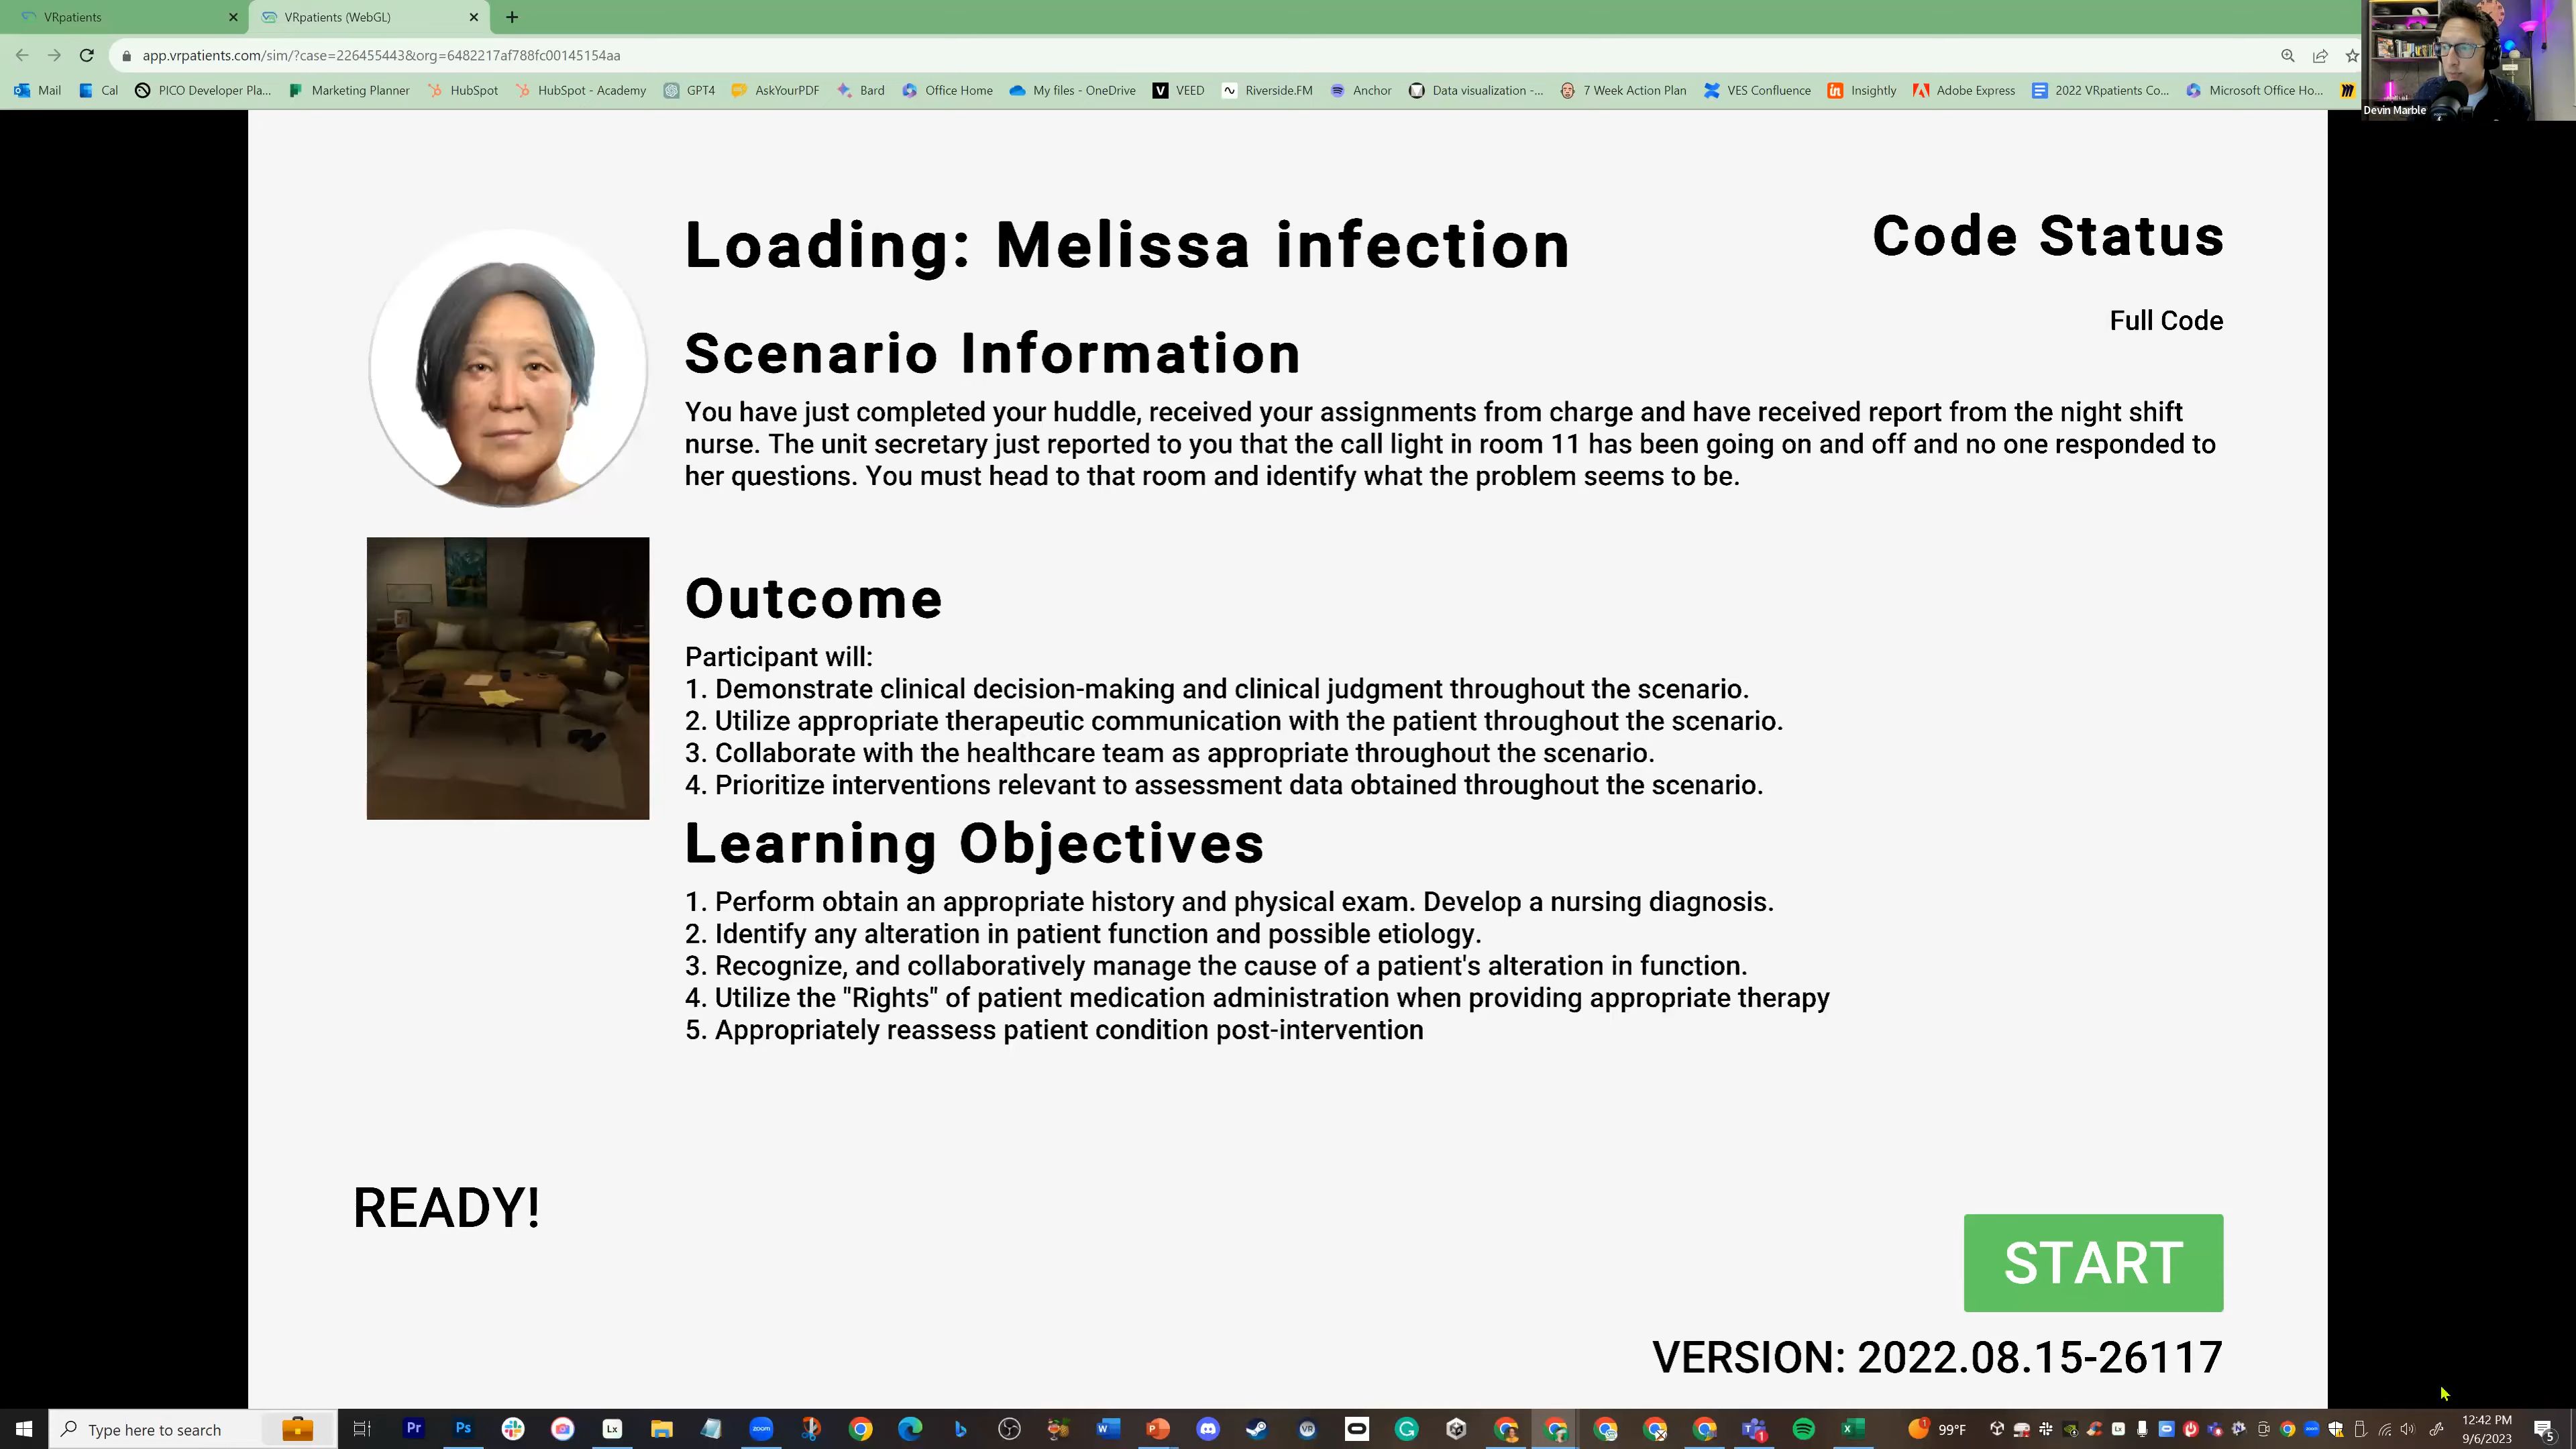 VRpatients
VRpatients (WebGL)
app.vrpatients.com/sim/?case=226455443&org=6482217af788fc00145154aa
Mail Cal PICO Developer Pla... Marketing Planner HubSpot HubSpot - Academy GPT4 AskYourPDF Bard Office Home My files - OneDrive VEED Riverside.FM Anchor Data visualization -... 7 Week Action Plan VES Confluence Insightly Adobe Express 2022 VRpatients Co... Microsoft Office Ho...
Devin Marble
Loading: Melissa infection
Code Status
Full Code
Scenario Information
You have just completed your huddle, received your assignments from charge and have received report from the night shift
nurse. The unit secretary just reported to you that the call light in room 11 has been going on and off and no one responded to
her questions. You must head to that room and identify what the problem seems to be.
Outcome
Participant will:
1. Demonstrate clinical decision-making and clinical judgment throughout the scenario.
2. Utilize appropriate therapeutic communication with the patient throughout the scenario.
3. Collaborate with the healthcare team as appropriate throughout the scenario.
4. Prioritize interventions relevant to assessment data obtained throughout the scenario.
Learning Objectives
1. Perform obtain an appropriate history and physical exam. Develop a nursing diagnosis.
2. Identify any alteration in patient function and possible etiology.
3. Recognize, and collaboratively manage the cause of a patient's alteration in function.
4. Utilize the "Rights" of patient medication administration when providing appropriate therapy
5. Appropriately reassess patient condition post-intervention
READY!
START
VERSION: 2022.08.15-26117
Type here to search
Pr Ps Lx zoom VR 99°F
12:42 PM
9/6/2023
5